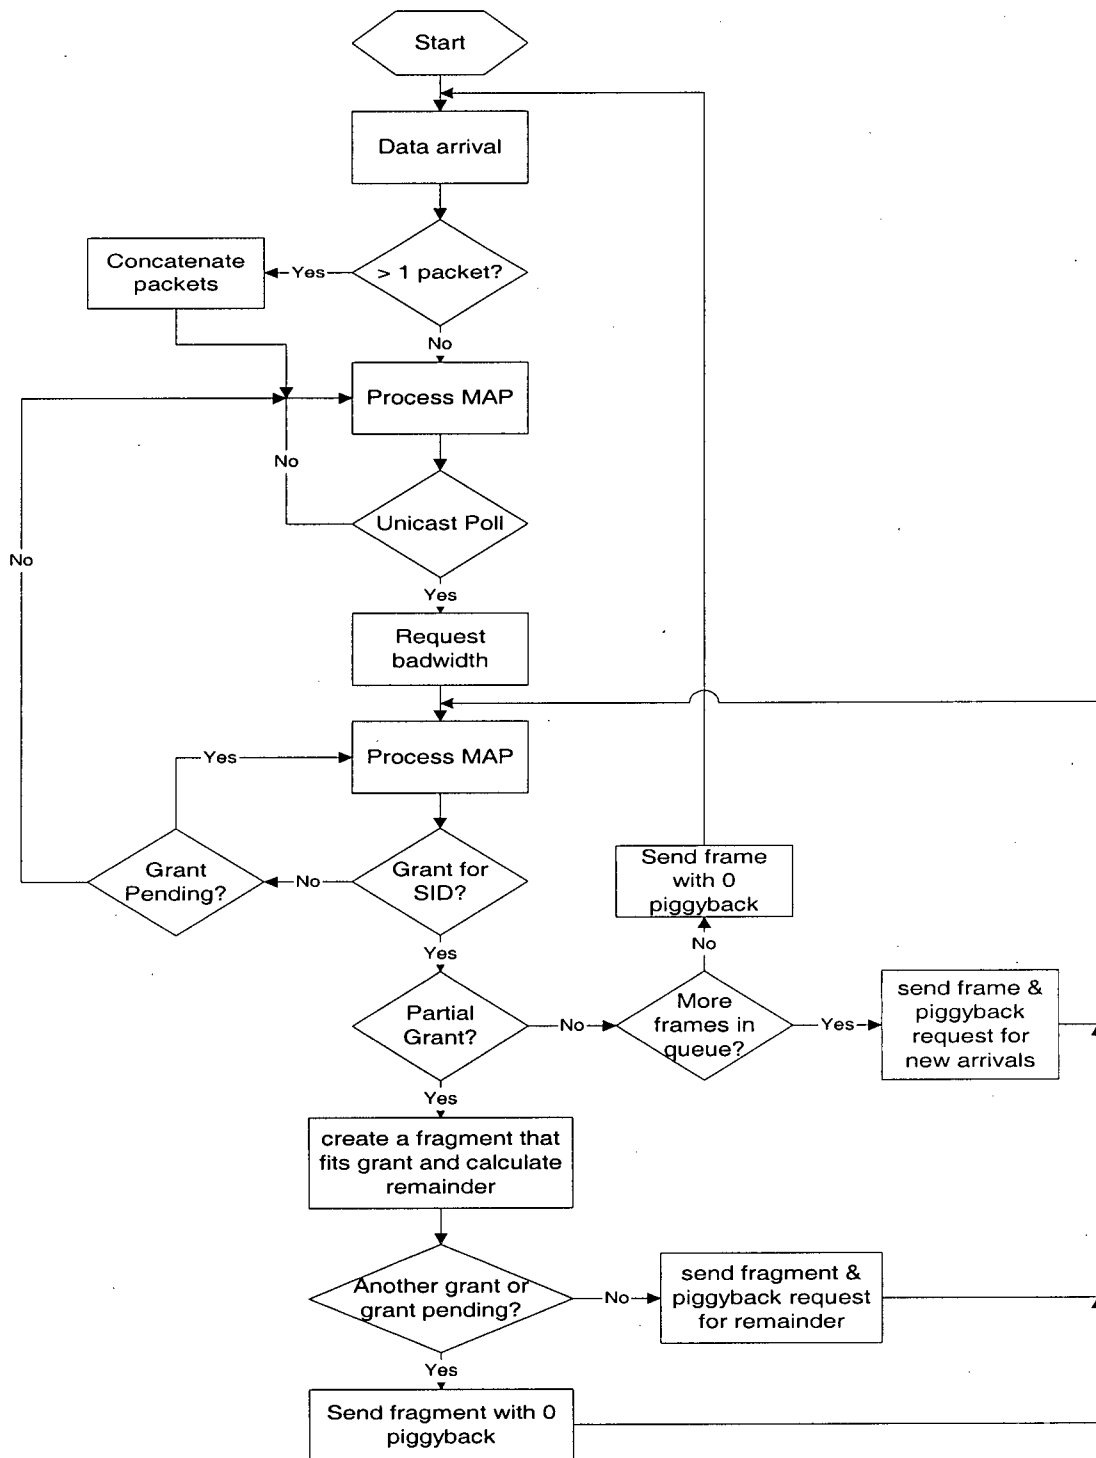 Start
Data arrival
> 1 packet?
Yes
Concatenate
packets
No
Process MAP
No
Unicast Poll
No
Yes
Request
badwidth
Process MAP
Yes
Grant
Pending?
No
Grant for
SID?
Send frame
with 0
piggyback
Yes
No
Partial
Grant?
No
More
frames in
queue?
Yes
send frame &
piggyback
request for
new arrivals
Yes
create a fragment that
fits grant and calculate
remainder
Another grant or
grant pending?
No
send fragment &
piggyback request
for remainder
Yes
Send fragment with 0
piggyback